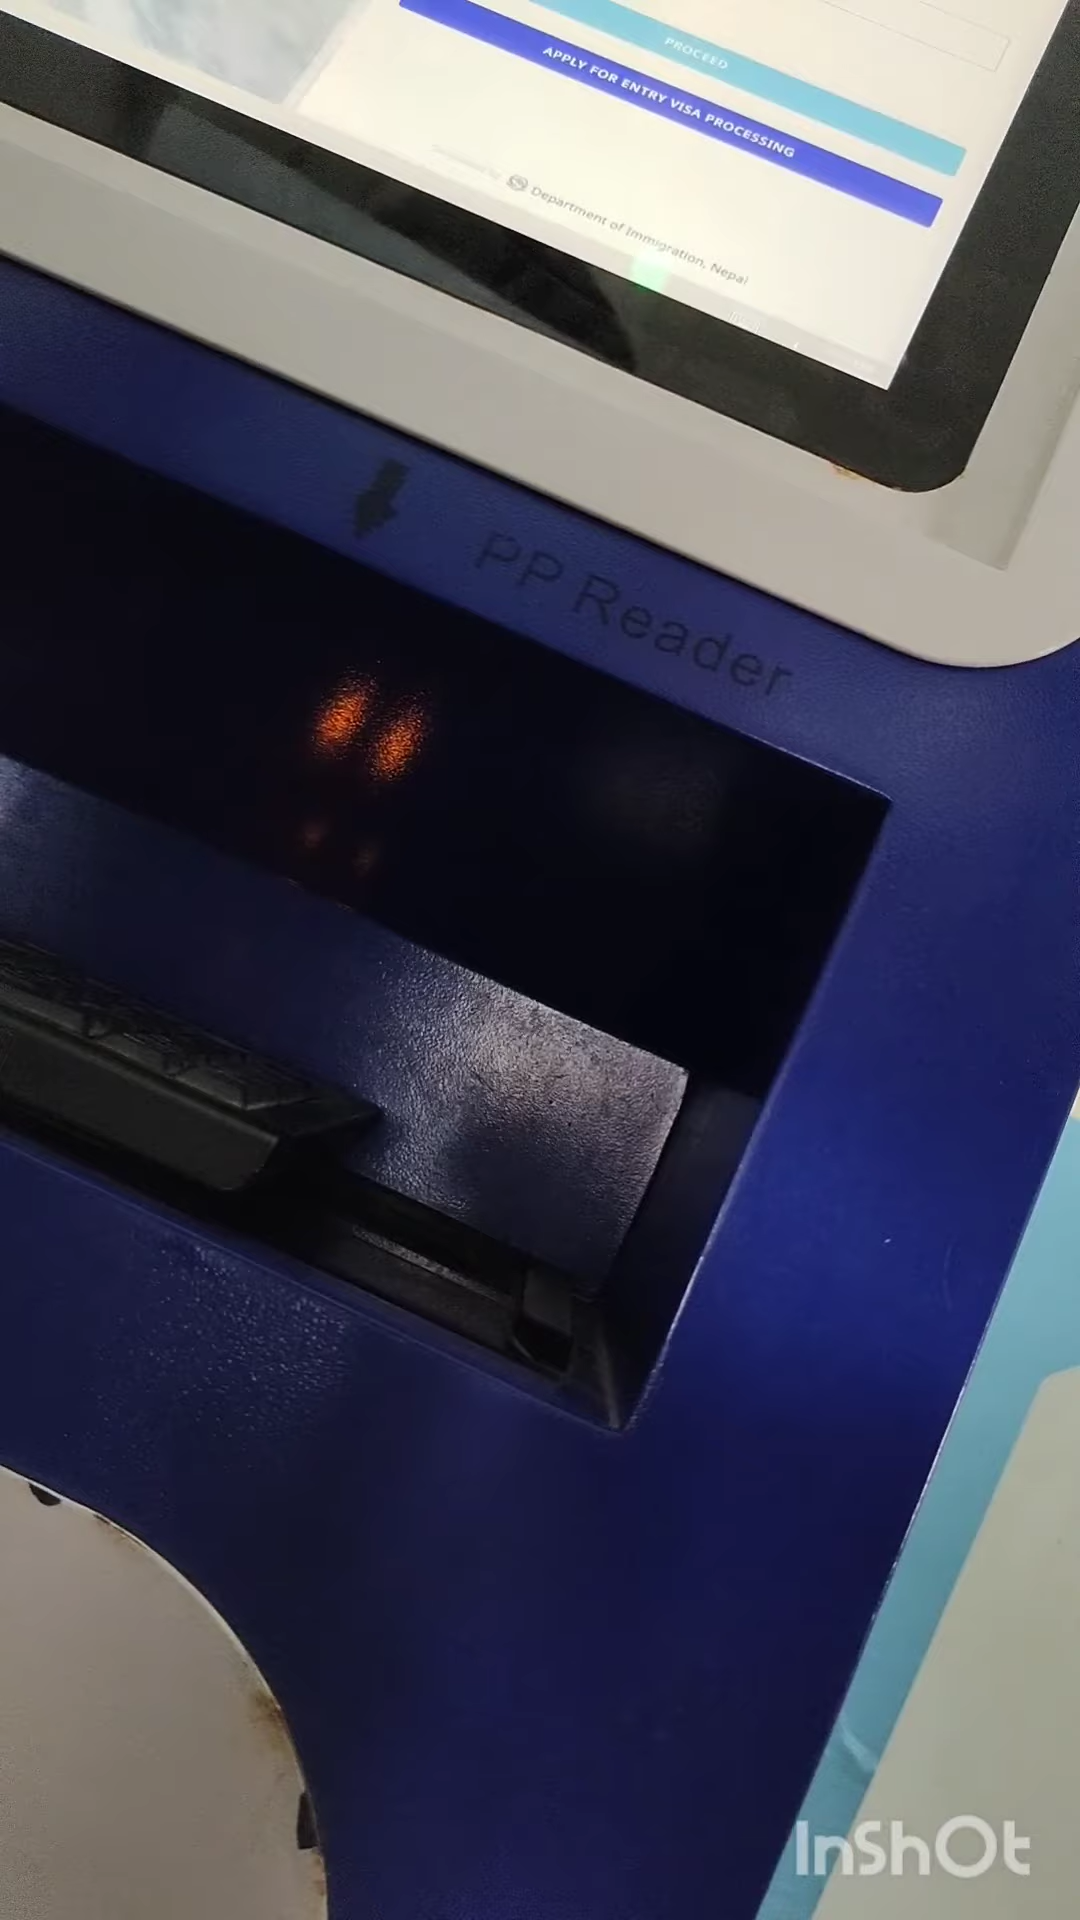 PROCEED
APPLY FOR ENTRY VISA PROCESSING
Department of Immigration, Nepal
PP Reader
InShOt